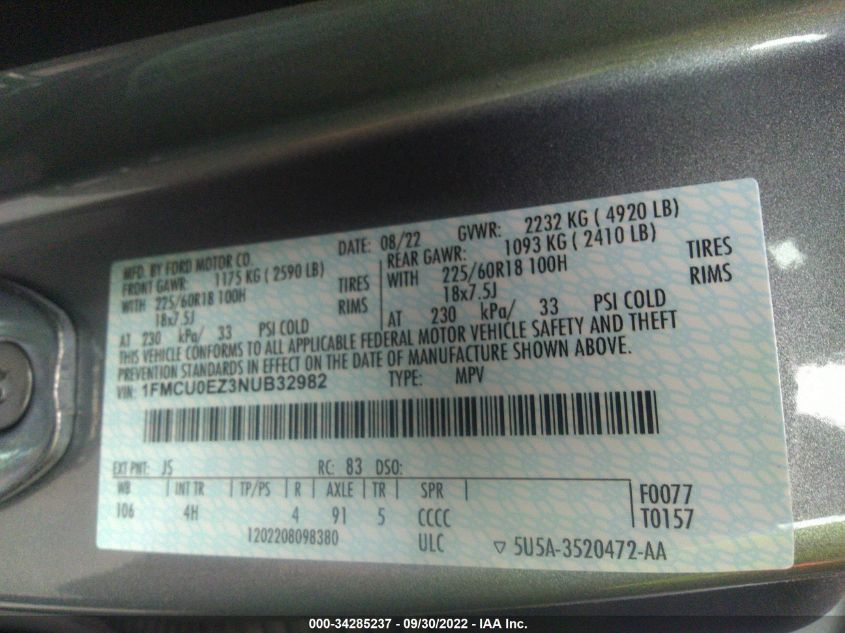 MFD. BY FORD MOTOR CO. DATE: 08/22 GVWR: 2232 KG ( 4920 LB)
FRONT GAWR: 1175 KG ( 2590 LB) REAR GAWR: 1093 KG ( 2410 LB)
WITH 225/60R18 100H TIRES WITH 225/60R18 100H TIRES
18x7.5J RIMS 18x7.5J RIMS
AT 230 kPa/ 33 PSI COLD AT 230 kPa/ 33 PSI COLD
THIS VEHICLE CONFORMS TO ALL APPLICABLE FEDERAL MOTOR VEHICLE SAFETY AND THEFT
PREVENTION STANDARDS IN EFFECT ON THE DATE OF MANUFACTURE SHOWN ABOVE.
VIN: 1FMCU0EZ3NUB32982 TYPE: MPV
EXT PNT: JS RC: 83 DSO:
WB INT TR TP/PS R AXLE TR SPR F0077
106 4H 4 91 5 CCCC T0157
1202208098380 ULC ▽ 5U5A-3520472-AA
000-34285237 - 09/30/2022 - IAA Inc.